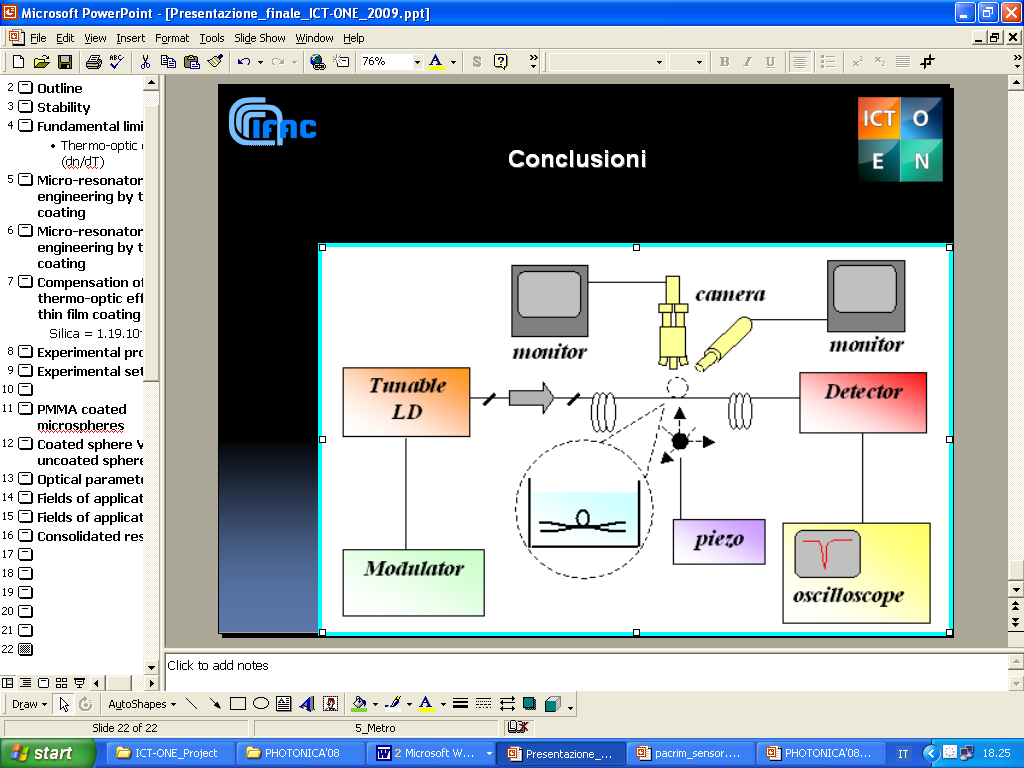 Microsoft PowerPoint - [Presentazione_finale_ICT-ONE_2009.ppt]
File Edit View Insert Format Tools Slide Show Window Help
76%
2 Outline
3 Stability
4 Fundamental limi
• Thermo-optic
(dn/dT)
5 Micro-resonator
engineering by t
coating
6 Micro-resonator
engineering by t
coating
7 Compensation of
thermo-optic eff
thin film coating
Silica = 1.19.10
8 Experimental pro
9 Experimental set
10
11 PMMA coated
microspheres
12 Coated sphere V
uncoated sphere
13 Optical paramete
14 Fields of applicat
15 Fields of applicat
16 Consolidated res
17
18
19
20
21
22
IFAC
Conclusioni
ICT O
E N
camera
monitor
monitor
Tunable
LD
Detector
piezo
Modulator
oscilloscope
Click to add notes
Draw AutoShapes
Slide 22 of 22
5_Metro
start
ICT-ONE_Project
PHOTONICA'08
2 Microsoft W...
Presentazione_...
pacrim_sensor....
PHOTONICA'08...
IT
18.25